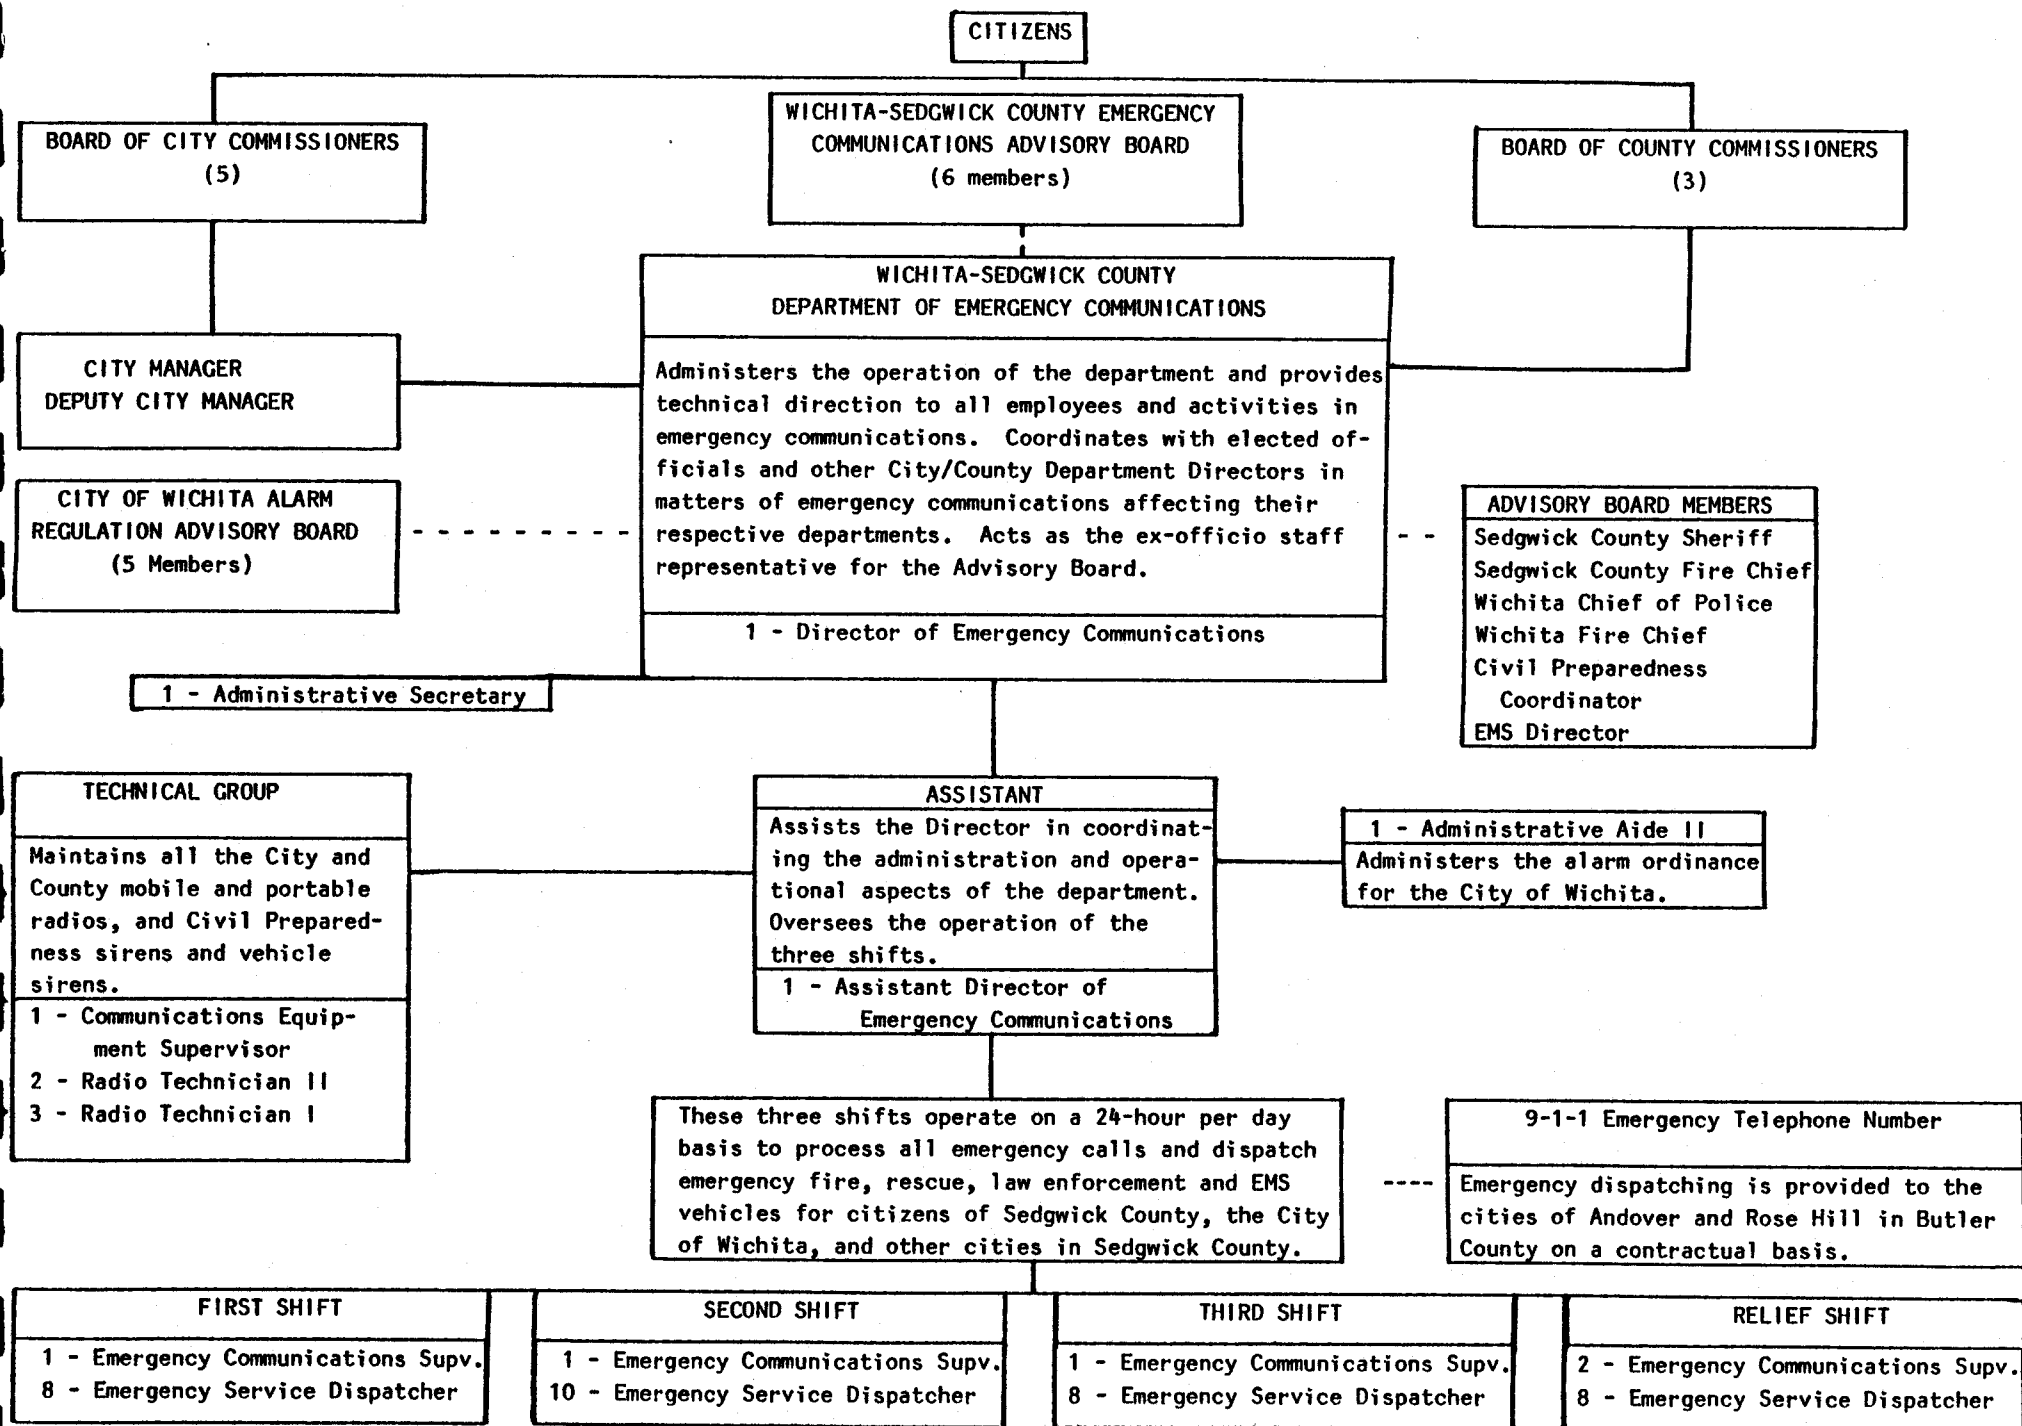 CITIZENS
BOARD OF CITY COMMISSIONERS
(5)
WICHITA-SEDGWICK COUNTY EMERGENCY
COMMUNICATIONS ADVISORY BOARD
(6 members)
BOARD OF COUNTY COMMISSIONERS
(3)
WICHITA-SEDGWICK COUNTY
DEPARTMENT OF EMERGENCY COMMUNICATIONS
Administers the operation of the department and provides
technical direction to all employees and activities in
emergency communications. Coordinates with elected of-
ficials and other City/County Department Directors in
matters of emergency communications affecting their
respective departments. Acts as the ex-officio staff
representative for the Advisory Board.
1 - Director of Emergency Communications
CITY MANAGER
DEPUTY CITY MANAGER
CITY OF WICHITA ALARM
REGULATION ADVISORY BOARD
(5 Members)
ADVISORY BOARD MEMBERS
Sedgwick County Sheriff
Sedgwick County Fire Chief
Wichita Chief of Police
Wichita Fire Chief
Civil Preparedness
Coordinator
EMS Director
1 - Administrative Secretary
TECHNICAL GROUP
Maintains all the City and
County mobile and portable
radios, and Civil Prepared-
ness sirens and vehicle
sirens.
1 - Communications Equip-
ment Supervisor
2 - Radio Technician II
3 - Radio Technician I
ASSISTANT
Assists the Director in coordinat-
ing the administration and opera-
tional aspects of the department.
Oversees the operation of the
three shifts.
1 - Assistant Director of
Emergency Communications
1 - Administrative Aide II
Administers the alarm ordinance
for the City of Wichita.
These three shifts operate on a 24-hour per day
basis to process all emergency calls and dispatch
emergency fire, rescue, law enforcement and EMS
vehicles for citizens of Sedgwick County, the City
of Wichita, and other cities in Sedgwick County.
9-1-1 Emergency Telephone Number
Emergency dispatching is provided to the
cities of Andover and Rose Hill in Butler
County on a contractual basis.
FIRST SHIFT
1 - Emergency Communications Supv.
8 - Emergency Service Dispatcher
SECOND SHIFT
1 - Emergency Communications Supv.
10 - Emergency Service Dispatcher
THIRD SHIFT
1 - Emergency Communications Supv.
8 - Emergency Service Dispatcher
RELIEF SHIFT
2 - Emergency Communications Supv.
8 - Emergency Service Dispatcher